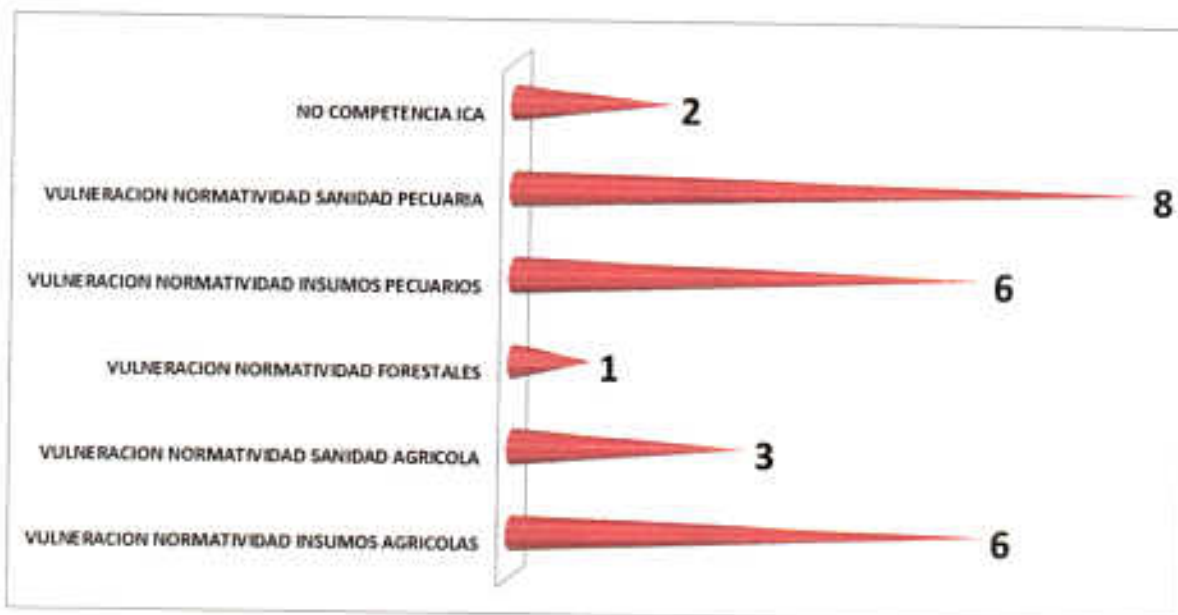 NO COMPETENCIA ICA 2
VULNERACION NORMATIVIDAD SANIDAD PECUARIA 8
VULNERACION NORMATIVIDAD INSUMOS PECUARIOS 6
VULNERACION NORMATIVIDAD FORESTALES 1
VULNERACION NORMATIVIDAD SANIDAD AGRICOLA 3
VULNERACION NORMATIVIDAD INSUMOS AGRICOLAS 6